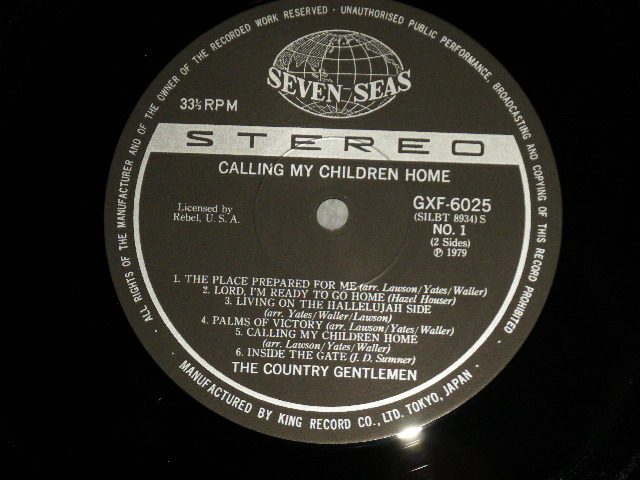 ALL RIGHTS OF THE MANUFACTURER AND OF THE OWNER OF THE RECORDED WORK RESERVED · UNAUTHORISED PUBLIC PERFORMANCE, BROADCASTING AND COPYING OF THIS RECORD PROHIBITED ·
SEVEN SEAS
33⅓ RPM
STEREO
CALLING MY CHILDREN HOME
Licensed by
Rebel, U. S. A.
GXF-6025
(SILBT 8934) S
NO. 1
(2 Sides)
Ⓟ 1979
1. THE PLACE PREPARED FOR ME (arr. Lawson/Yates/Waller)
2. LORD, I'M READY TO GO HOME (Hazel Houser)
3. LIVING ON THE HALLELUJAH SIDE
(arr. Yates/Waller/Lawson)
4. PALMS OF VICTORY (arr. Lawson/Yates/Waller)
5. CALLING MY CHILDREN HOME
(arr. Lawson/Yates/Waller)
6. INSIDE THE GATE (J. D. Sumner)
THE COUNTRY GENTLEMEN
MANUFACTURED BY KING RECORD CO., LTD. TOKYO, JAPAN ·